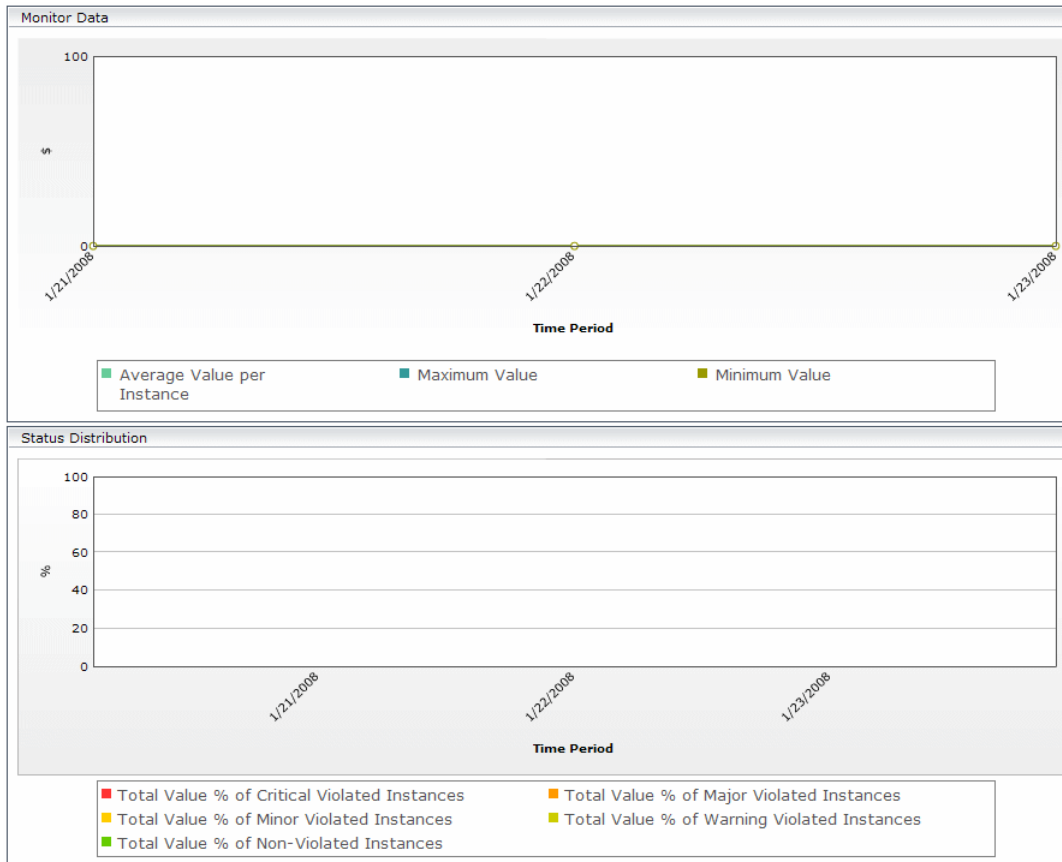 Monitor Data
100
$
0
1/21/2008
1/22/2008
1/23/2008
Time Period
Average Value per
Instance
Maximum Value
Minimum Value
Status Distribution
100
80
60
%
40
20
0
1/21/2008
1/22/2008
1/23/2008
Time Period
Total Value % of Critical Violated Instances
Total Value % of Major Violated Instances
Total Value % of Minor Violated Instances
Total Value % of Warning Violated Instances
Total Value % of Non-Violated Instances